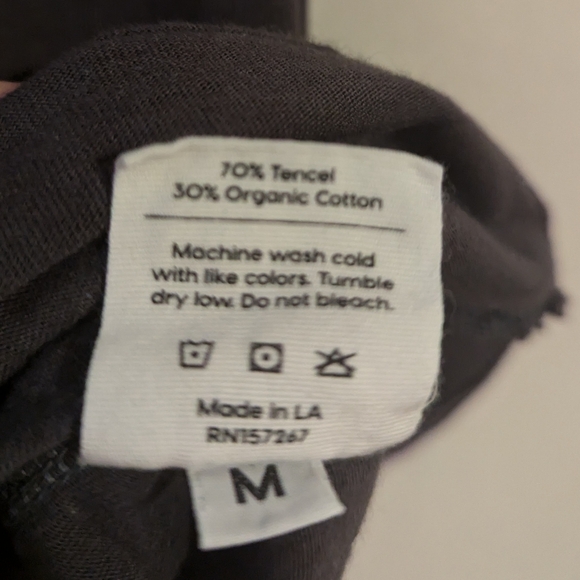 70% Tencel
30% Organic Cotton
Machine wash cold
with like colors. Tumble
dry low. Do not bleach.
Made in LA
RN157267
M